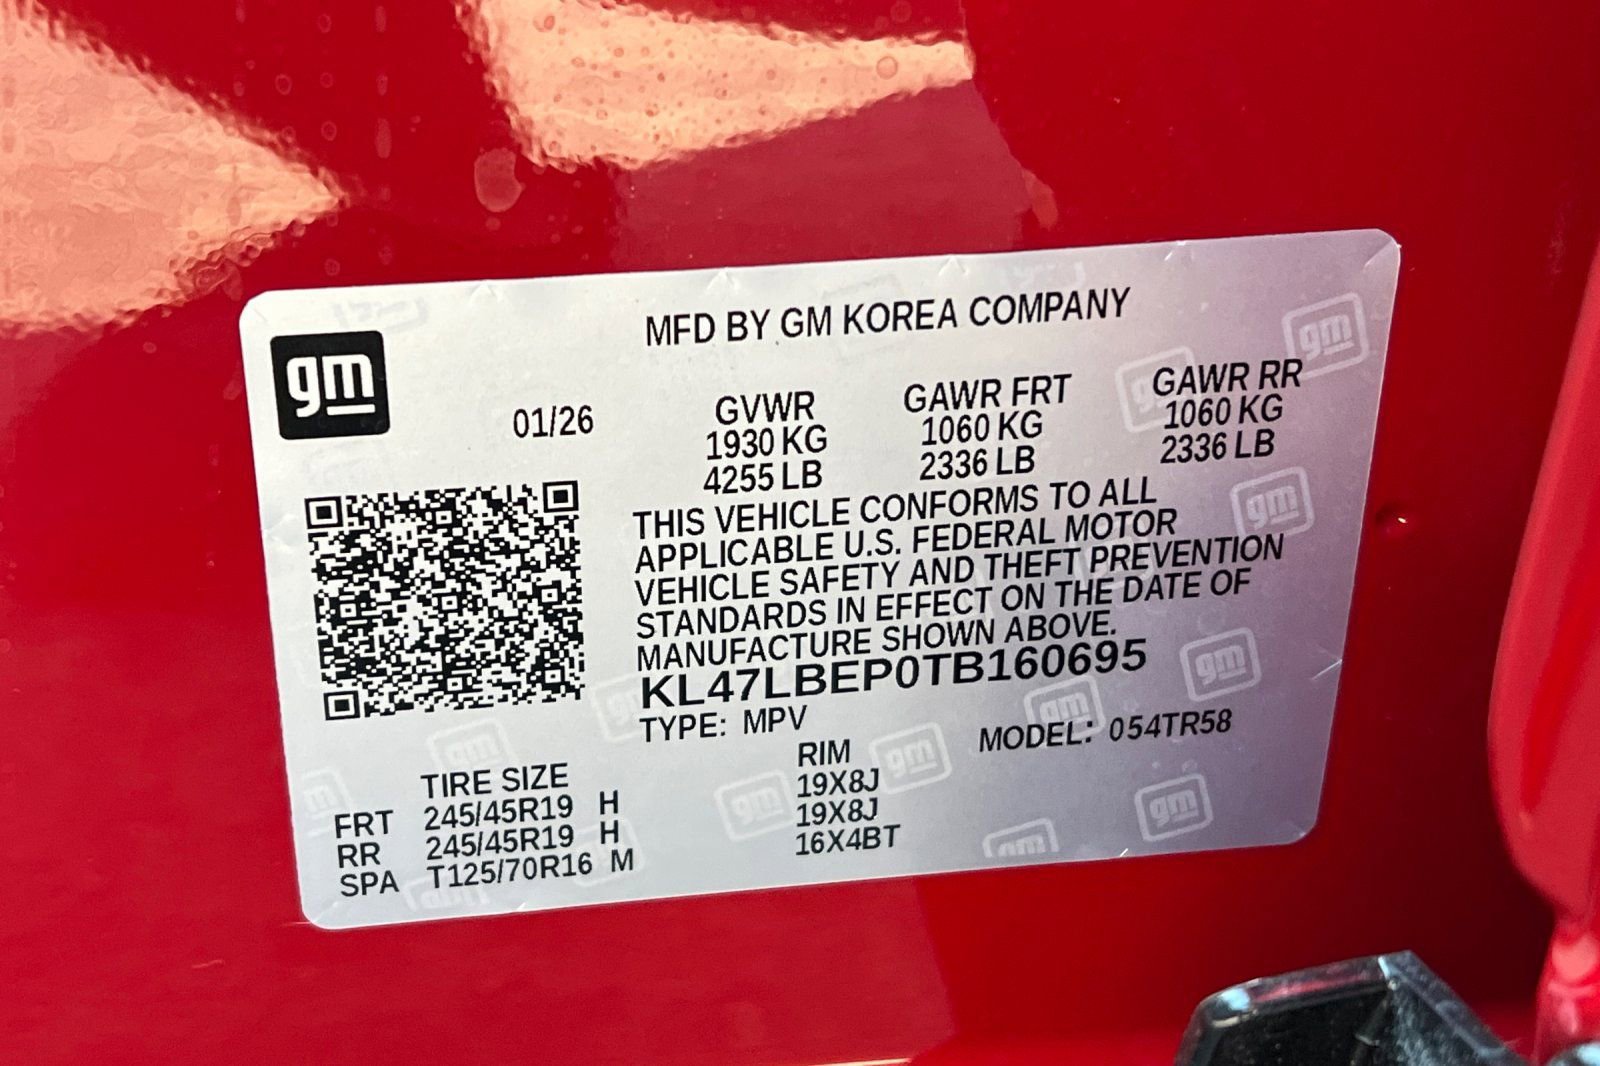 gm
MFD BY GM KOREA COMPANY
01/26
GVWR GAWR FRT GAWR RR
1930 KG 1060 KG 1060 KG
4255 LB 2336 LB 2336 LB
THIS VEHICLE CONFORMS TO ALL
APPLICABLE U.S. FEDERAL MOTOR
VEHICLE SAFETY AND THEFT PREVENTION
STANDARDS IN EFFECT ON THE DATE OF
MANUFACTURE SHOWN ABOVE.
KL47LBEP0TB160695
TYPE: MPV MODEL: 054TR58
TIRE SIZE RIM
FRT 245/45R19 H 19X8J
RR 245/45R19 H 19X8J
SPA T125/70R16 M 16X4BT